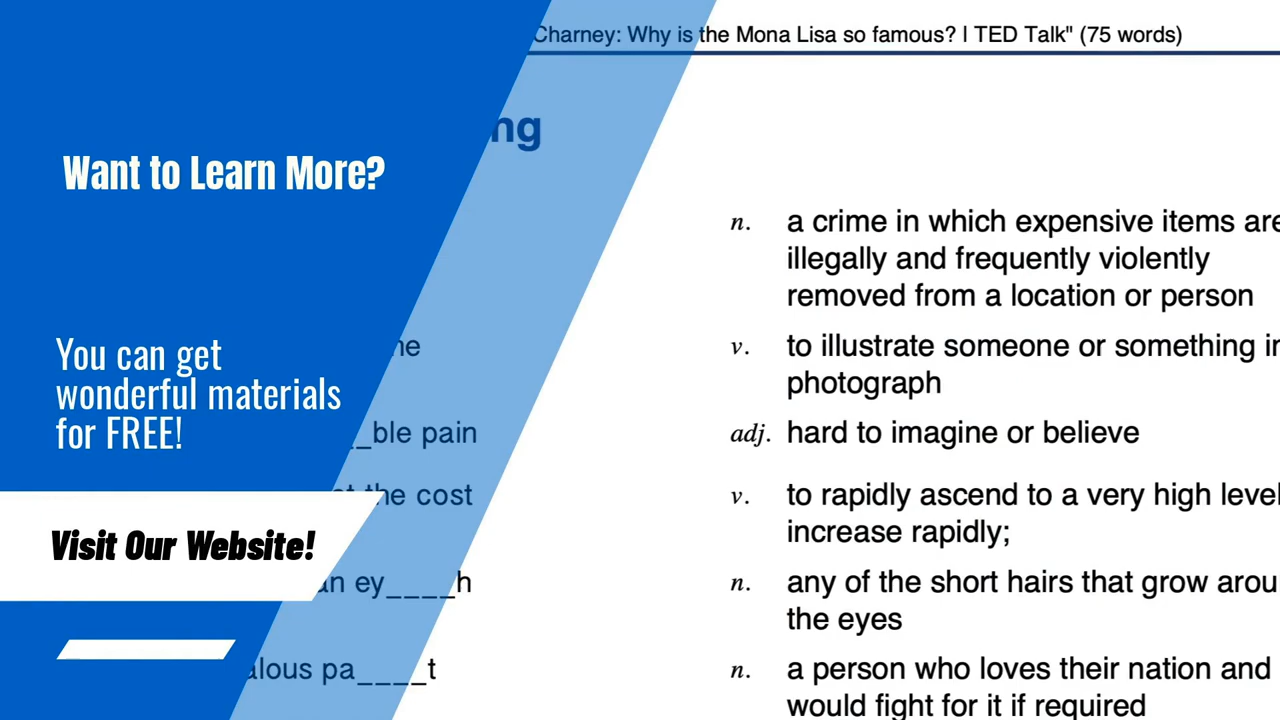 Charney: Why is the Mona Lisa so famous? | TED Talk" (75 words)
ng
Want to Learn More?
You can get
wonderful materials
for FREE!
Visit Our Website!
ne
_ble pain
the cost
an ey____h
alous pa____t
n. a crime in which expensive items are
illegally and frequently violently
removed from a location or person
v. to illustrate someone or something in
photograph
adj. hard to imagine or believe
v. to rapidly ascend to a very high level
increase rapidly;
n. any of the short hairs that grow arou
the eyes
n. a person who loves their nation and
would fight for it if required